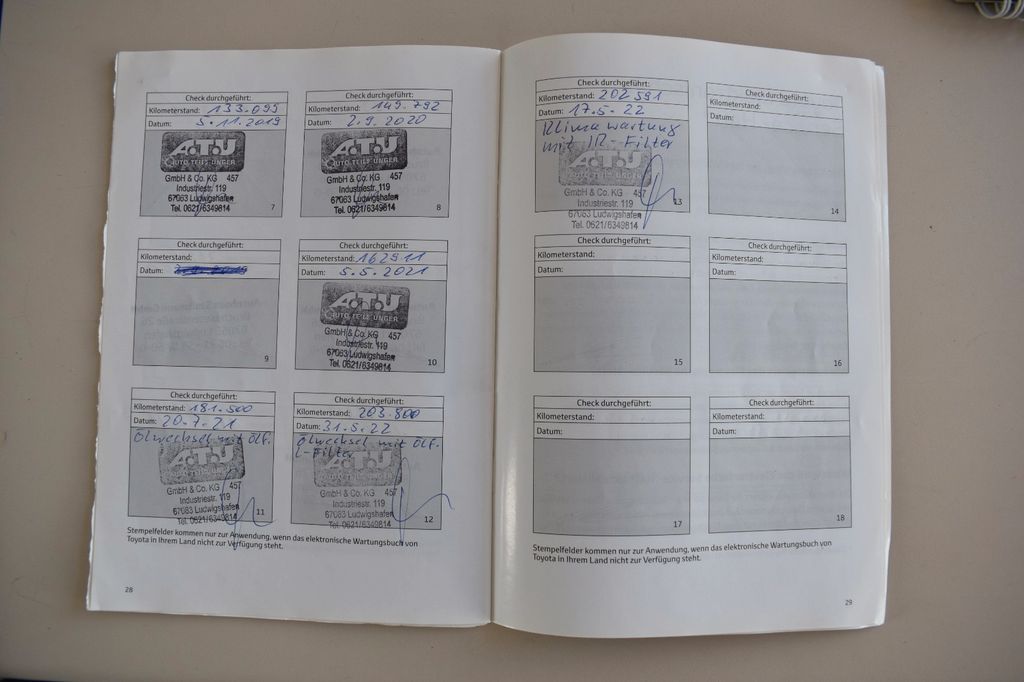 Check durchgeführt:
Kilometerstand: 133.099
Datum: 5.11.2019
A.T.U
AUTO TEILE UNGER
GmbH & Co. KG 457
Industriestr. 119
67063 Ludwigshafen
Tel. 0621/6349814
7
Check durchgeführt:
Kilometerstand: 149.792
Datum: 2.9.2020
A.T.U
AUTO TEILE UNGER
GmbH & Co. KG 457
Industriestr. 119
67063 Ludwigshafen
Tel. 0621/6349814
8
Check durchgeführt:
Kilometerstand:
Datum:
9
Check durchgeführt:
Kilometerstand: 162911
Datum: 5.5.2021
A.T.U
AUTO TEILE UNGER
GmbH & Co. KG 457
Industriestr. 119
67063 Ludwigshafen
Tel. 0621/6349814
10
Check durchgeführt:
Kilometerstand: 181.500
Datum: 20.7.21
Ölwechsel mit Ölf.
A.T.U
GmbH & Co. KG 457
Industriestr. 119
67063 Ludwigshafen
Tel. 0621/6349814
11
Check durchgeführt:
Kilometerstand: 203.800
Datum: 31.5.22
Ölwechsel mit Ölf.
L-Filter
A.T.U
GmbH & Co. KG 457
Industriestr. 119
67063 Ludwigshafen
Tel. 0621/6349814
12
Stempelfelder kommen nur zur Anwendung, wenn das elektronische Wartungsbuch von
Toyota in Ihrem Land nicht zur Verfügung steht.
28
Check durchgeführt:
Kilometerstand: 202591
Datum: 17.5.22
Klimawartung
mit IR-Filter
A.T.U
AUTO TEILE UNGER
GmbH & Co. KG 457
Industriestr. 119
67063 Ludwigshafen
Tel. 0621/6349814
13
Check durchgeführt:
Kilometerstand:
Datum:
14
Check durchgeführt:
Kilometerstand:
Datum:
15
Check durchgeführt:
Kilometerstand:
Datum:
16
Check durchgeführt:
Kilometerstand:
Datum:
17
Check durchgeführt:
Kilometerstand:
Datum:
18
Stempelfelder kommen nur zur Anwendung, wenn das elektronische Wartungsbuch von
Toyota in Ihrem Land nicht zur Verfügung steht.
29